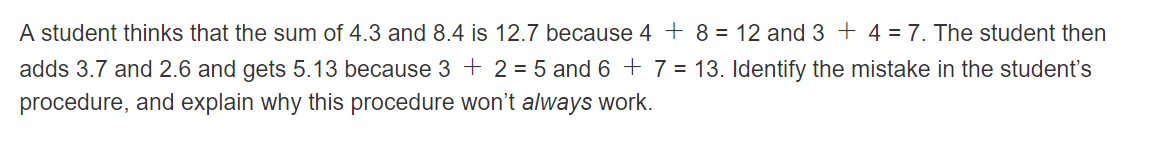 A student thinks that the sum of 4.3 and 8.4 is 12.7 because 4 + 8 = 12 and 3 + 4 = 7. The student then
adds 3.7 and 2.6 and gets 5.13 because 3 + 2 = 5 and 6 + 7 = 13. Identify the mistake in the student’s
procedure, and explain why this procedure won’t always work.